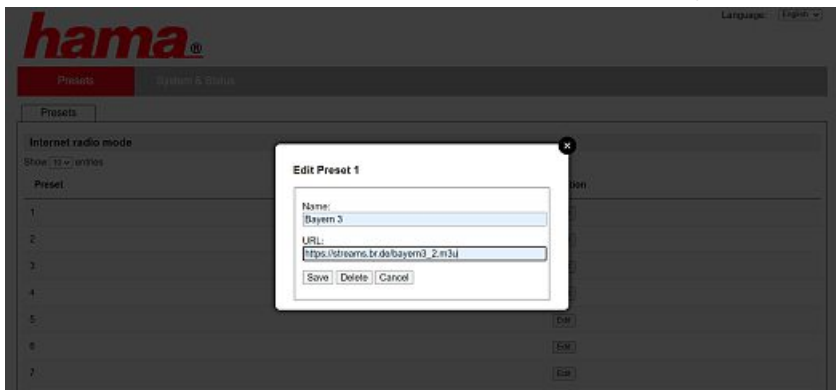 Language: English
hama®
Presets System & Status
Presets
Internet radio mode
Show 10 entries
Preset
Edit Preset 1
Name:
Bayern 3
URL:
https://streams.br.de/bayern3_2.m3u
Save Delete Cancel
1
2
3
4
5 Edit
6 Edit
7 Edit